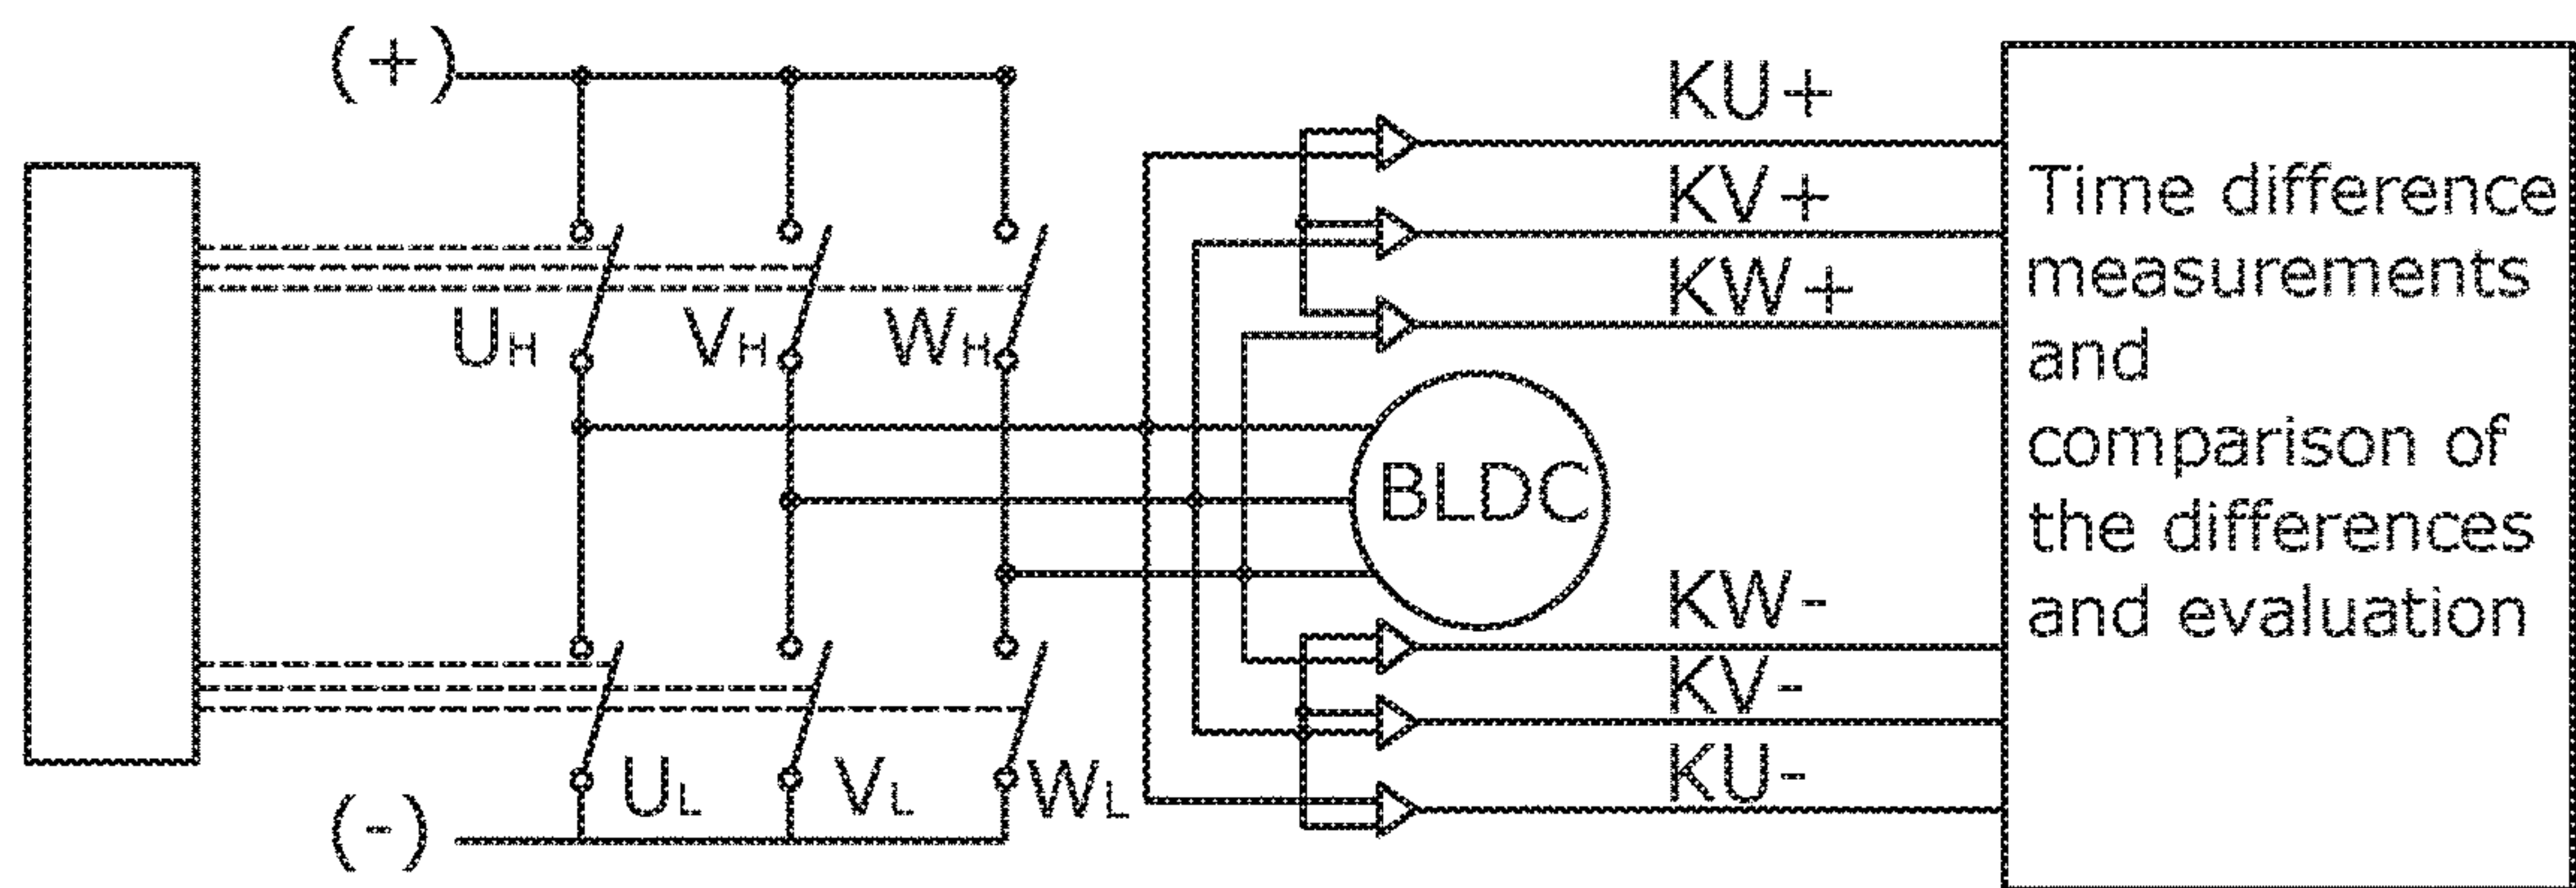 (+)
KU+
KV+
KW+
UH
VH
WH
BLDC
KW-
KV-
KU-
UL
VL
WL
(-)
Time difference
measurements
and
comparison of
the differences
and evaluation